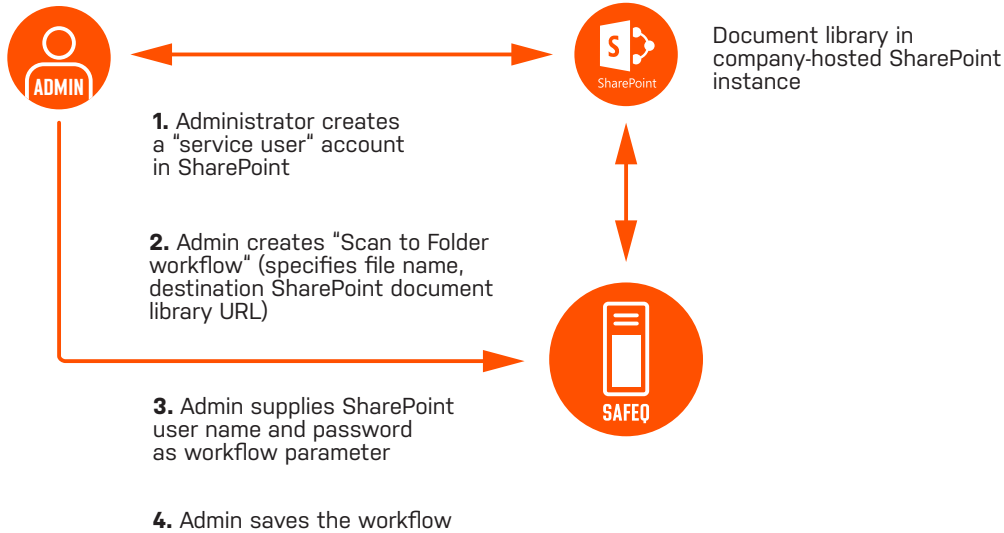 ADMIN
S
SharePoint
Document library in
company-hosted SharePoint
instance
1. Administrator creates
a “service user“ account
in SharePoint
2. Admin creates “Scan to Folder
workflow“ (specifies file name,
destination SharePoint document
library URL)
SAFEQ
3. Admin supplies SharePoint
user name and password
as workflow parameter
4. Admin saves the workflow